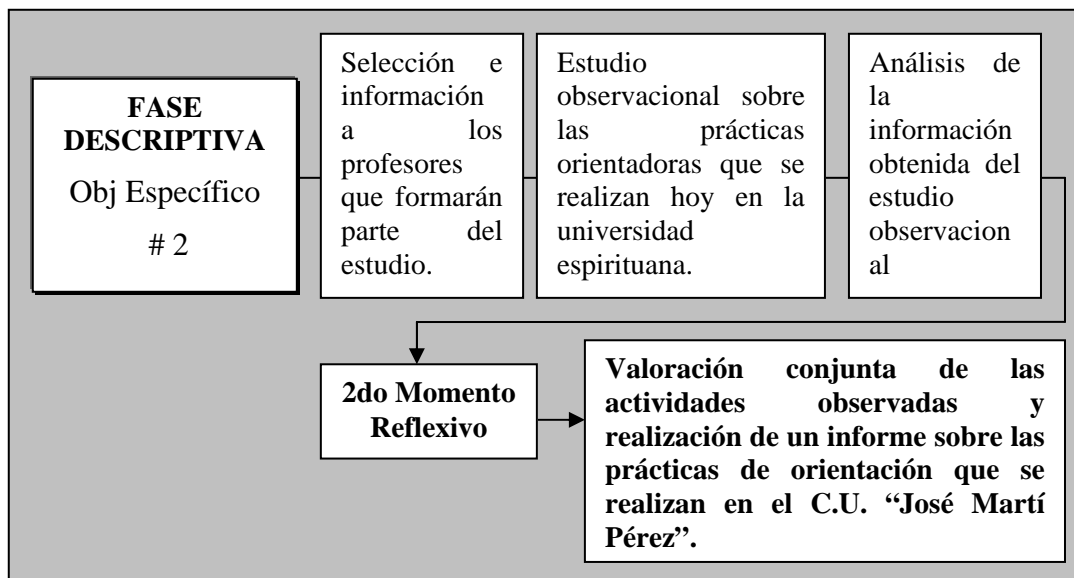 FASE
DESCRIPTIVA
Obj Específico
# 2
Selección e
información
a los
profesores
que formarán
parte del
estudio.
Estudio
observacional sobre
las prácticas
orientadoras que se
realizan hoy en la
universidad
espirituana.
Análisis de
la
información
obtenida del
estudio
observacion
al
2do Momento
Reflexivo
Valoración conjunta de las
actividades observadas y
realización de un informe sobre las
prácticas de orientación que se
realizan en el C.U. “José Martí
Pérez”.